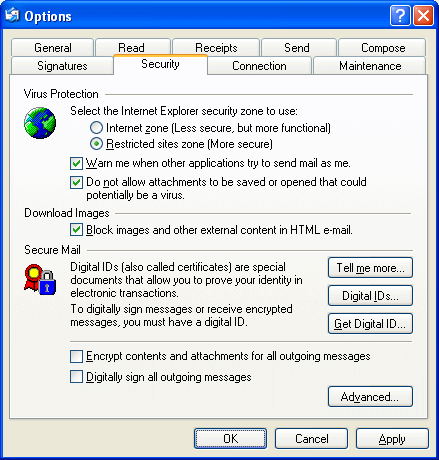 Options
General Read Receipts Send Compose
Signatures Security Connection Maintenance
Virus Protection
Select the Internet Explorer security zone to use:
Internet zone (Less secure, but more functional)
Restricted sites zone (More secure)
Warn me when other applications try to send mail as me.
Do not allow attachments to be saved or opened that could
potentially be a virus.
Download Images
Block images and other external content in HTML e-mail.
Secure Mail
Digital IDs (also called certificates) are special
documents that allow you to prove your identity in
electronic transactions.
Tell me more...
Digital IDs...
To digitally sign messages or receive encrypted
messages, you must have a digital ID.
Get Digital ID...
Encrypt contents and attachments for all outgoing messages
Digitally sign all outgoing messages
Advanced...
OK Cancel Apply